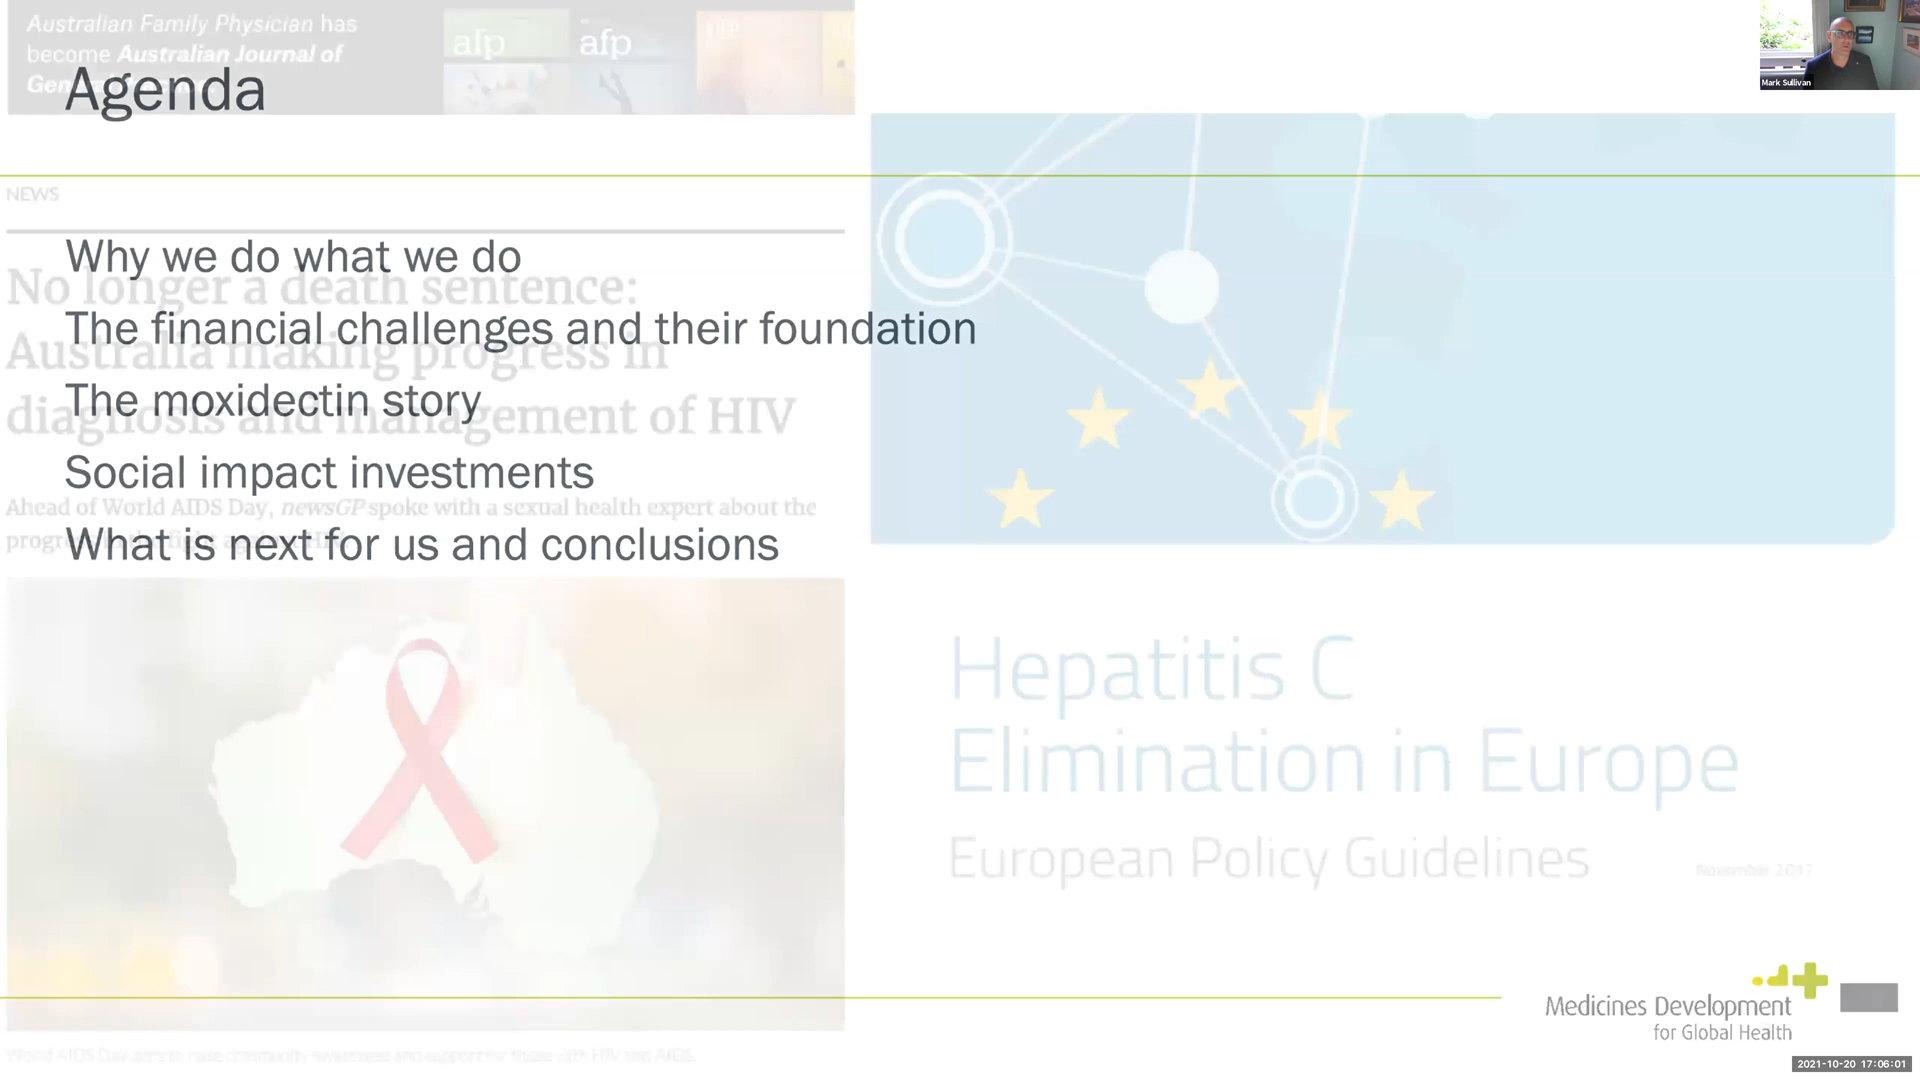 Australian Family Physician has
become Australian Journal of
afp
afp
Agenda
Mark Sullivan
NEWS
Why we do what we do
No longer a death sentence:
The financial challenges and their foundation
Australia making progress in
The moxidectin story
diagnosis and management of HIV
Social impact investments
Ahead of World AIDS Day, newsGP spoke with a sexual health expert about the
What is next for us and conclusions
Hepatitis C
Elimination in Europe
European Policy Guidelines
November 2017
Medicines Development
for Global Health
2021-10-20 17:06:01